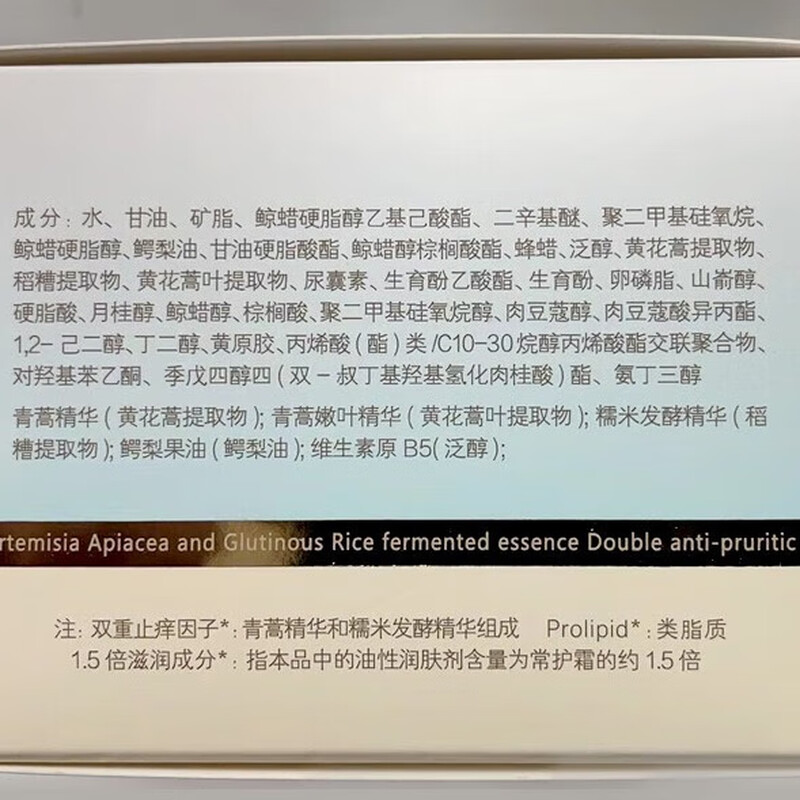 成分：水、甘油、矿脂、鲸蜡硬脂醇乙基己酸酯、二辛基醚、聚二甲基硅氧烷、
鲸蜡硬脂醇、鳄梨油、甘油硬脂酸酯、鲸蜡醇棕榈酸酯、蜂蜡、泛醇、黄花蒿提取物、
稻糟提取物、黄花蒿叶提取物、尿囊素、生育酚乙酸酯、生育酚、卵磷脂、山嵛醇、
硬脂酸、月桂醇、鲸蜡醇、棕榈酸、聚二甲基硅氧烷醇、肉豆蔻醇、肉豆蔻酸异丙酯、
1,2-己二醇、丁二醇、黄原胶、丙烯酸(酯)类/C10-30烷醇丙烯酸酯交联聚合物、
对羟基苯乙酮、季戊四醇四(双-叔丁基羟基氢化肉桂酸)酯、氨丁三醇
青蒿精华(黄花蒿提取物);青蒿嫩叶精华(黄花蒿叶提取物);糯米发酵精华(稻
糟提取物);鳄梨果油(鳄梨油);维生素原B5(泛醇);
rtemisia Apiacea and Glutinous Rice fermented essence Double anti-pruritic
注：双重止痒因子*：青蒿精华和糯米发酵精华组成 Prolipid*：类脂质
1.5倍滋润成分*：指本品中的油性润肤剂含量为常护霜的约1.5倍